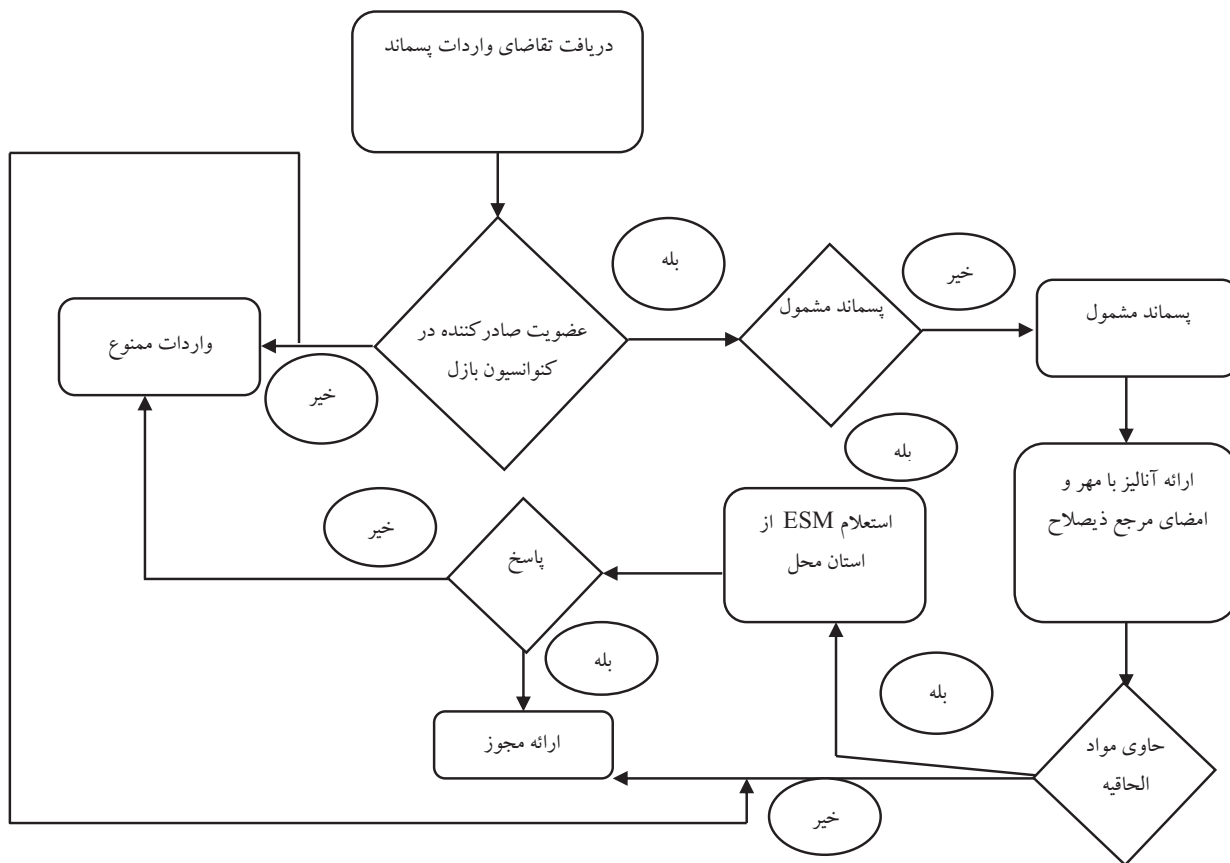 دریافت تقاضای واردات پسماند
بله
خیر
پسماند مشمول
پسماند مشمول
عضویت صادرکننده در
کنوانسیون بازل
واردات ممنوع
خیر
بله
ارائه آنالیز با مهر و
امضای مرجع ذیصلاح
استعلام ESM از
استان محل
خیر
پاسخ
بله
بله
ارائه مجوز
حاوی مواد
الحاقیه
خیر